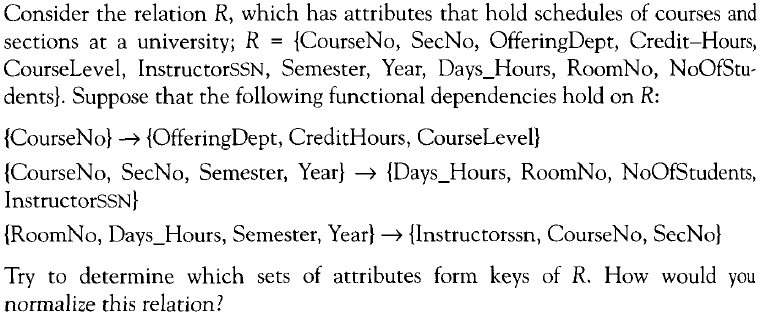 Consider the relation R, which has attributes that hold schedules of courses and
sections at a university; R = {CourseNo, SecNo, OfferingDept, Credit–Hours,
CourseLevel, InstructorSSN, Semester, Year, Days_Hours, RoomNo, NoOfStu-
dents}. Suppose that the following functional dependencies hold on R:
{CourseNo} → {OfferingDept, CreditHours, CourseLevel}
{CourseNo, SecNo, Semester, Year} → {Days_Hours, RoomNo, NoOfStudents,
InstructorSSN}
{RoomNo, Days_Hours, Semester, Year} → {Instructorssn, CourseNo, SecNo}
Try to determine which sets of attributes form keys of R. How would you
normalize this relation?